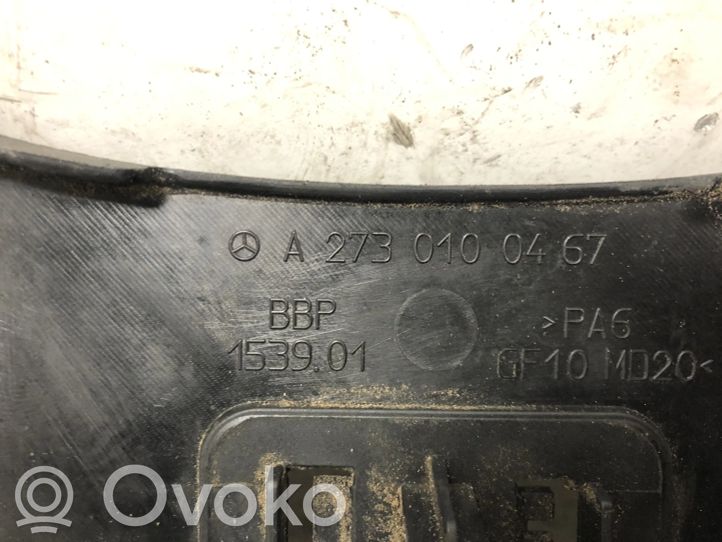 A 273 010 04 67
BBP
1539.01
>PA6
GF10 MD20<
OVOKO